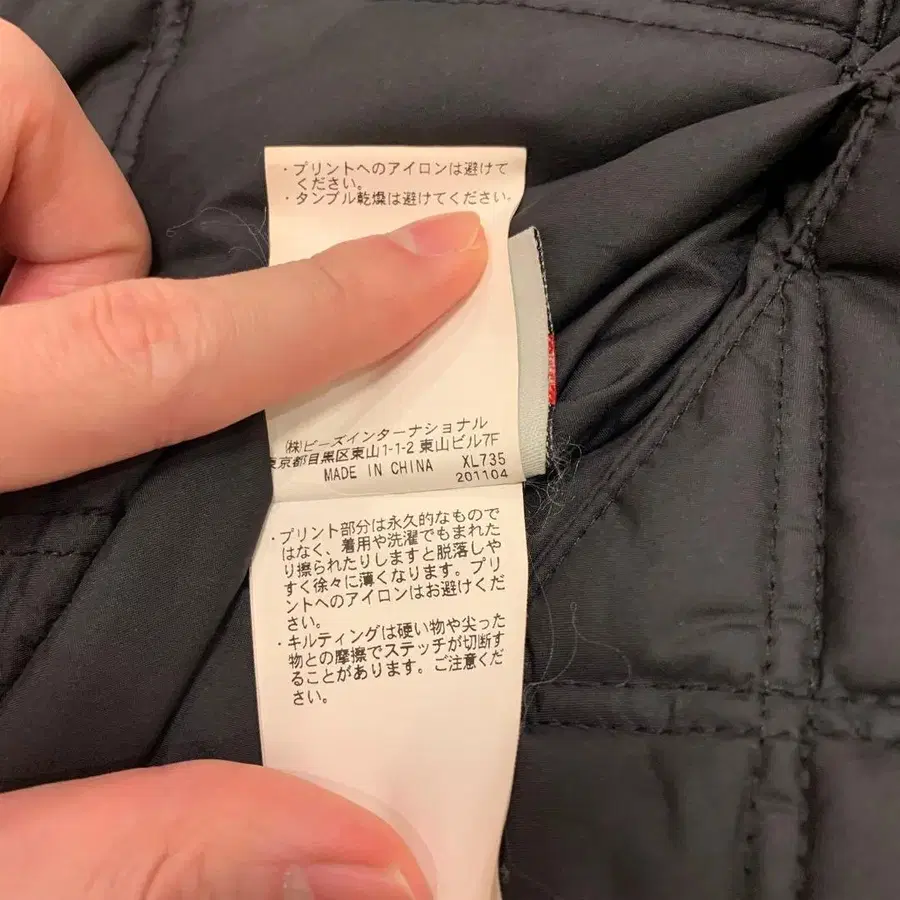 ・プリントへのアイロンは避けて
ください。
・タンブル乾燥は避けてください。
(株)ビーズインターナショナル
東京都目黒区東山1-1-2 東山ビル7F
MADE IN CHINA XL735
201104
・プリント部分は永久的なもので
はなく、着用や洗濯でもまれた
り擦られたりしますと脱落しや
すく徐々に薄くなります。プリ
ントへのアイロンはお避けくだ
さい。
・キルティングは硬い物や尖った
物との摩擦でステッチが切断す
ることがあります。ご注意くだ
さい。